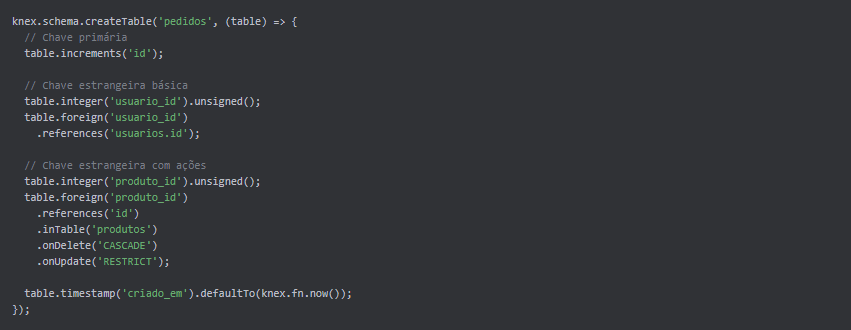 knex.schema.createTable('pedidos', (table) => {
  // Chave primária
  table.increments('id');

  // Chave estrangeira básica
  table.integer('usuario_id').unsigned();
  table.foreign('usuario_id')
    .references('usuarios.id');

  // Chave estrangeira com ações
  table.integer('produto_id').unsigned();
  table.foreign('produto_id')
    .references('id')
    .inTable('produtos')
    .onDelete('CASCADE')
    .onUpdate('RESTRICT');

  table.timestamp('criado_em').defaultTo(knex.fn.now());
});